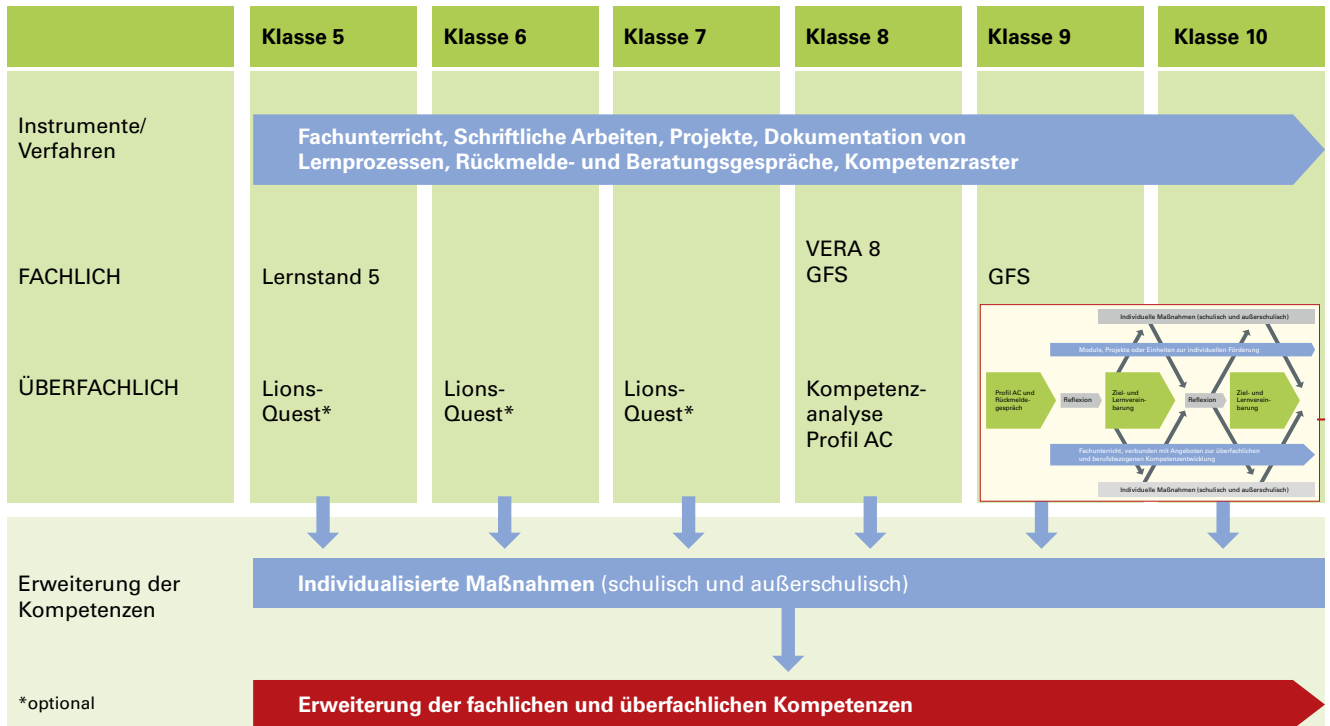 Klasse 5
Klasse 6
Klasse 7
Klasse 8
Klasse 9
Klasse 10
Instrumente/
Verfahren
Fachunterricht, Schriftliche Arbeiten, Projekte, Dokumentation von
Lernprozessen, Rückmelde- und Beratungsgespräche, Kompetenzraster
FACHLICH
Lernstand 5
VERA 8
GFS
GFS
ÜBERFACHLICH
Lions-
Quest*
Lions-
Quest*
Lions-
Quest*
Kompetenz-
analyse
Profil AC
Individuelle Maßnahmen (schulisch und außerschulisch)
Module, Projekte oder Einheiten zur individuellen Förderung
Profil AC und
Rückmelde-
gespräch
Reflexion
Ziel- und
Lernverein-
barung
Reflexion
Ziel- und
Lernverein-
barung
Fachunterricht, verbunden mit Angeboten zur überfachlichen
und berufsbezogenen Kompetenzentwicklung
Individuelle Maßnahmen (schulisch und außerschulisch)
Erweiterung der
Kompetenzen
Individualisierte Maßnahmen (schulisch und außerschulisch)
*optional
Erweiterung der fachlichen und überfachlichen Kompetenzen